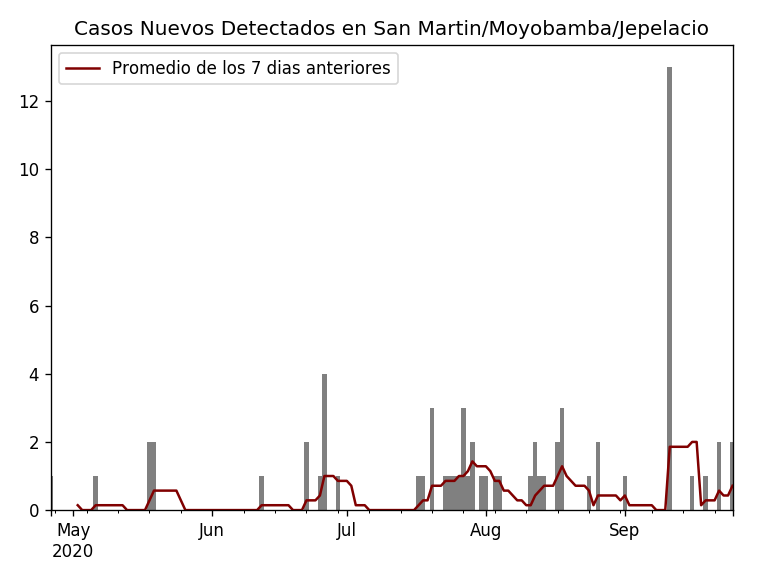 Casos Nuevos Detectados en San Martin/Moyobamba/Jepelacio
Promedio de los 7 dias anteriores
12
10
8
6
4
2
0
May Jun Jul Aug Sep
2020